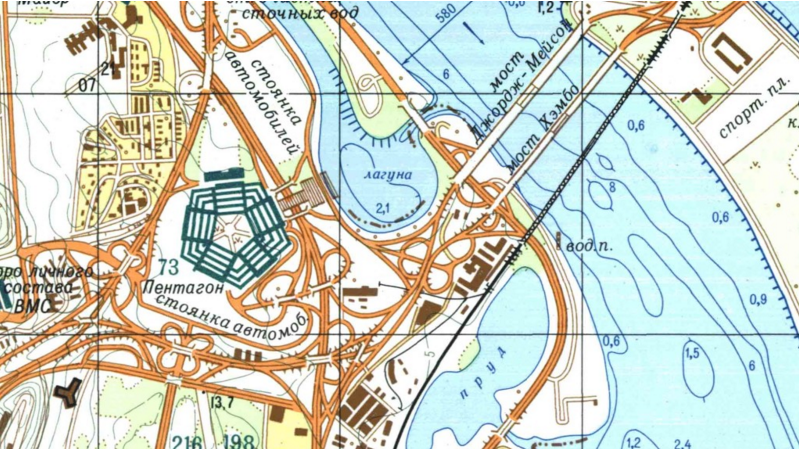 сточных вод
580
1,2
21
07
стоянка
автомобилей
6
мост
Джордж-Мейсон
мост Хэмбо
спорт. пл.
к.
0,6
8
лагуна
2,1
0,6
вод.п.
73
Пентагон
личного
состава
ВМС
стоянка автомоб.
0,9
0,6
5
1,5
6
пруд
13,7
216
198
1,2
2,4